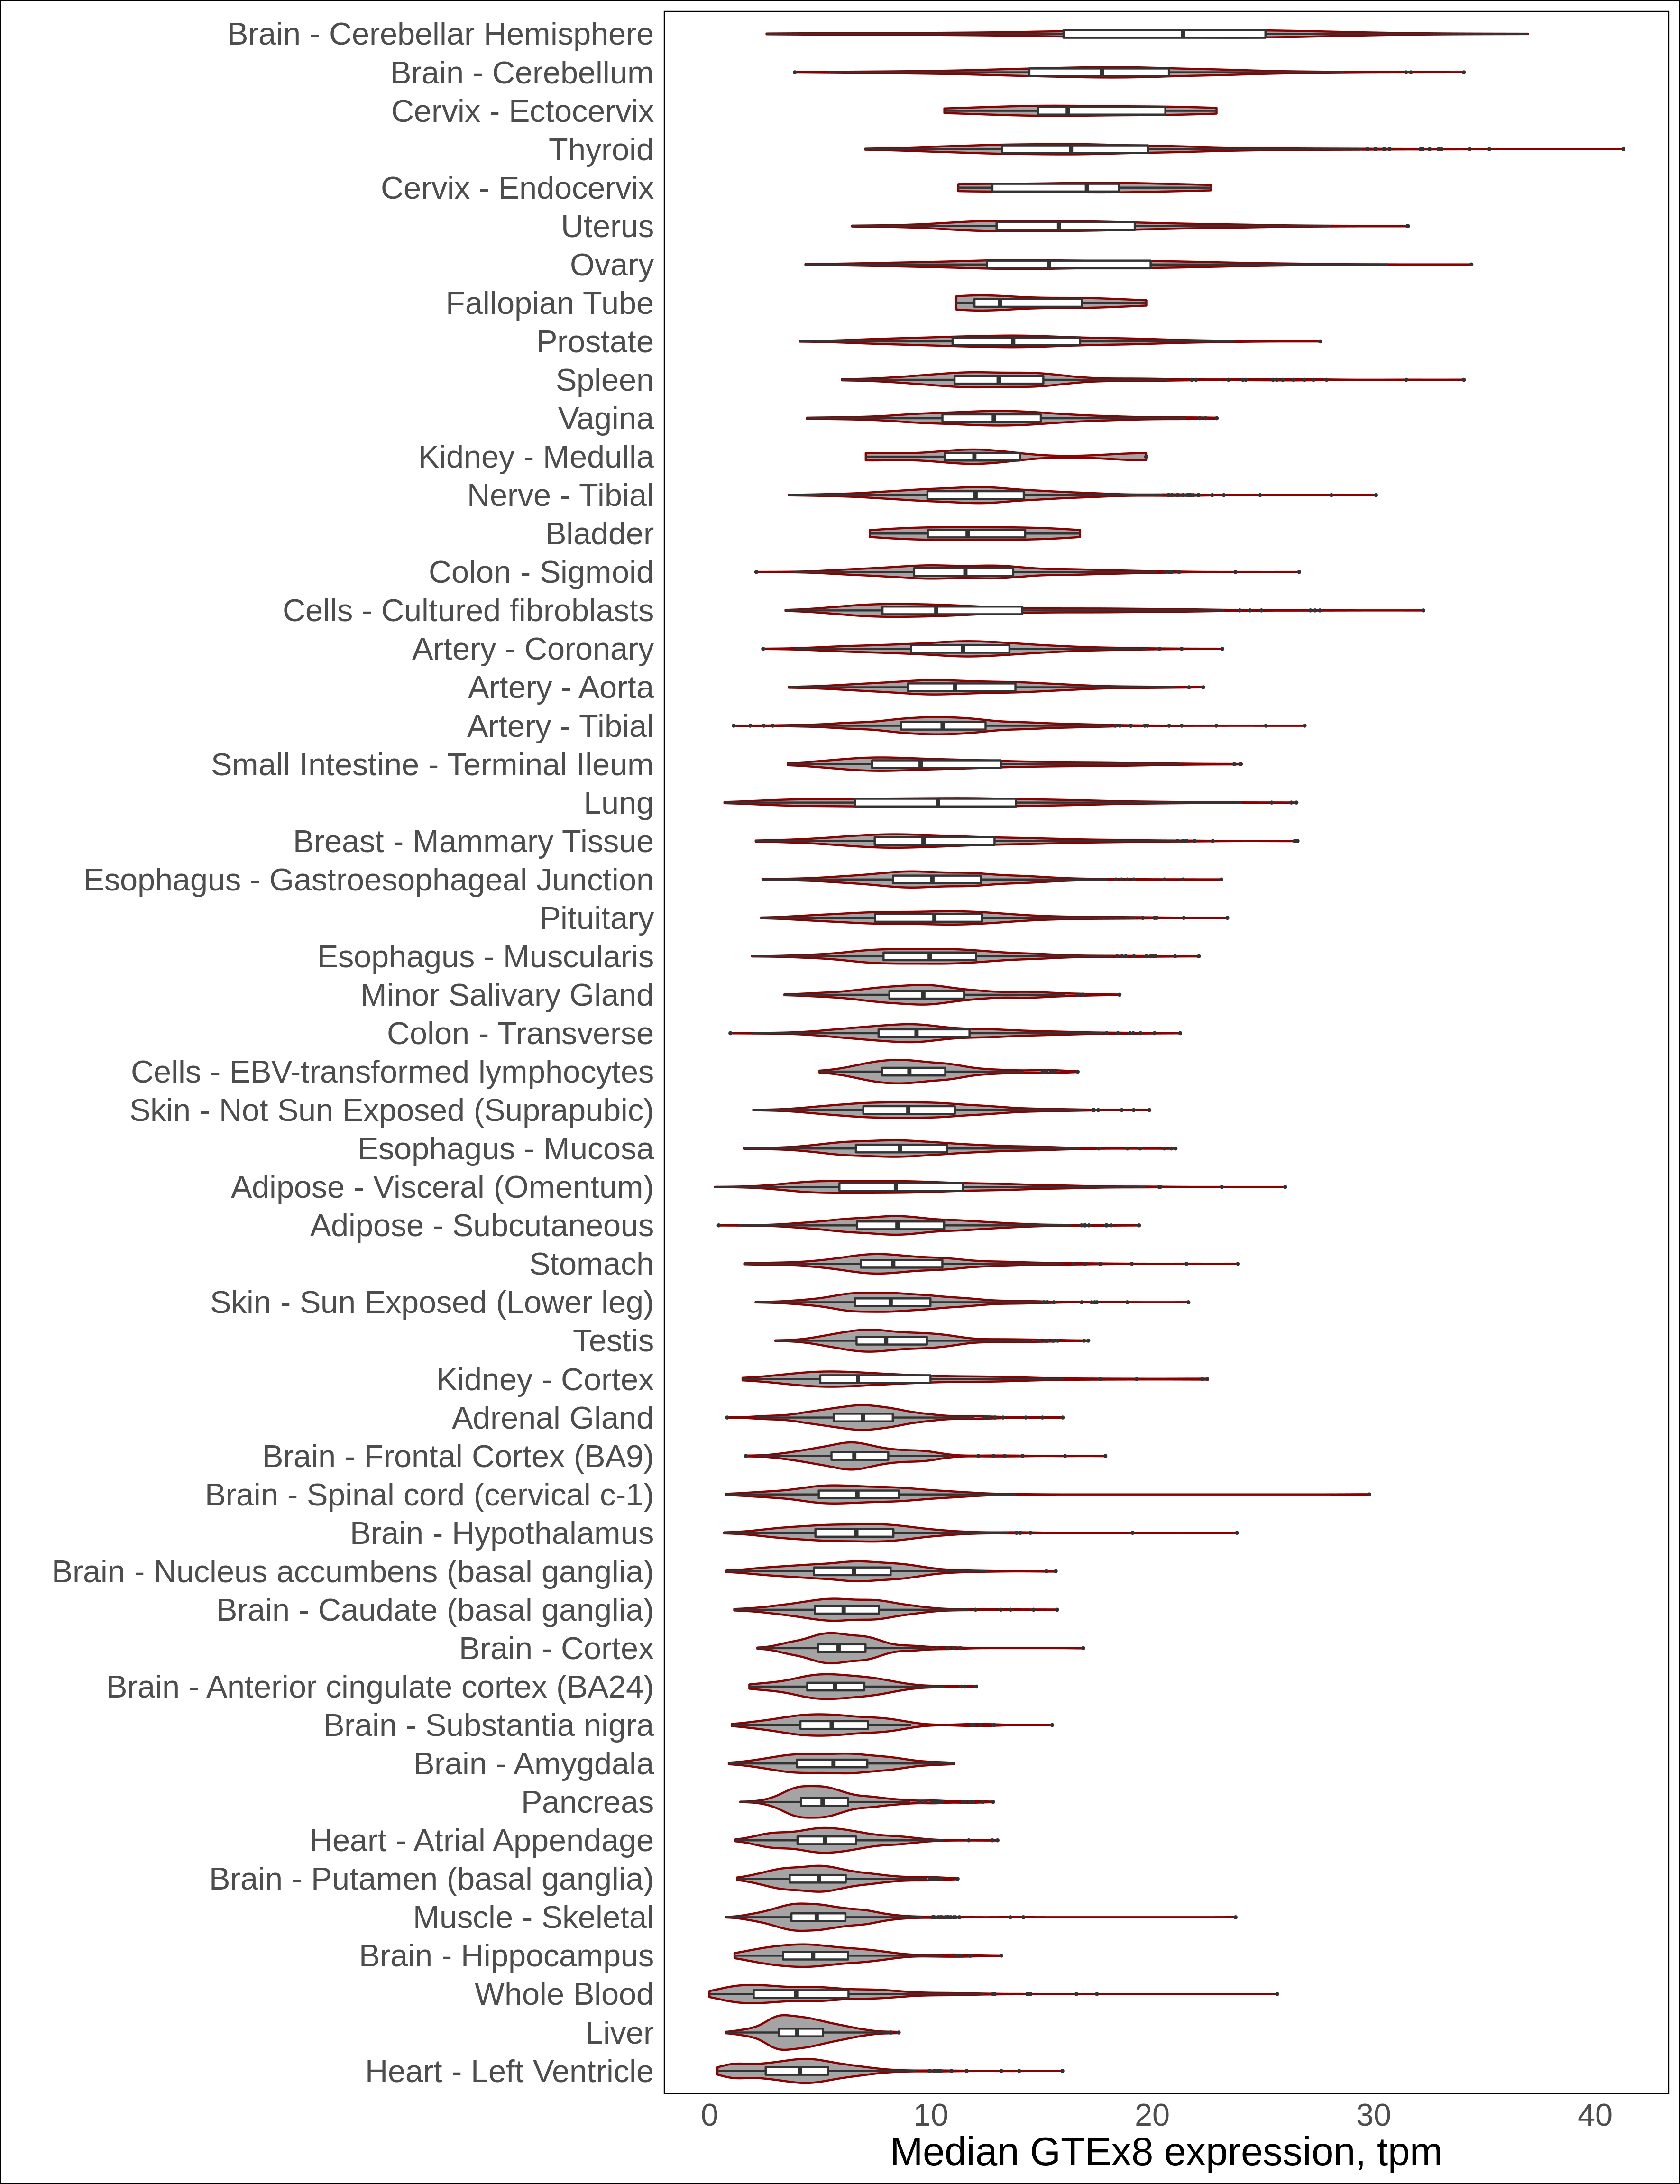 Brain - Cerebellar Hemisphere
Brain - Cerebellum
Cervix - Ectocervix
Thyroid
Cervix - Endocervix
Uterus
Ovary
Fallopian Tube
Prostate
Spleen
Vagina
Kidney - Medulla
Nerve - Tibial
Bladder
Colon - Sigmoid
Cells - Cultured fibroblasts
Artery - Coronary
Artery - Aorta
Artery - Tibial
Small Intestine - Terminal Ileum
Lung
Breast - Mammary Tissue
Esophagus - Gastroesophageal Junction
Pituitary
Esophagus - Muscularis
Minor Salivary Gland
Colon - Transverse
Cells - EBV-transformed lymphocytes
Skin - Not Sun Exposed (Suprapubic)
Esophagus - Mucosa
Adipose - Visceral (Omentum)
Adipose - Subcutaneous
Stomach
Skin - Sun Exposed (Lower leg)
Testis
Kidney - Cortex
Adrenal Gland
Brain - Frontal Cortex (BA9)
Brain - Spinal cord (cervical c-1)
Brain - Hypothalamus
Brain - Nucleus accumbens (basal ganglia)
Brain - Caudate (basal ganglia)
Brain - Cortex
Brain - Anterior cingulate cortex (BA24)
Brain - Substantia nigra
Brain - Amygdala
Pancreas
Heart - Atrial Appendage
Brain - Putamen (basal ganglia)
Muscle - Skeletal
Brain - Hippocampus
Whole Blood
Liver
Heart - Left Ventricle
0 10 20 30 40
Median GTEx8 expression, tpm